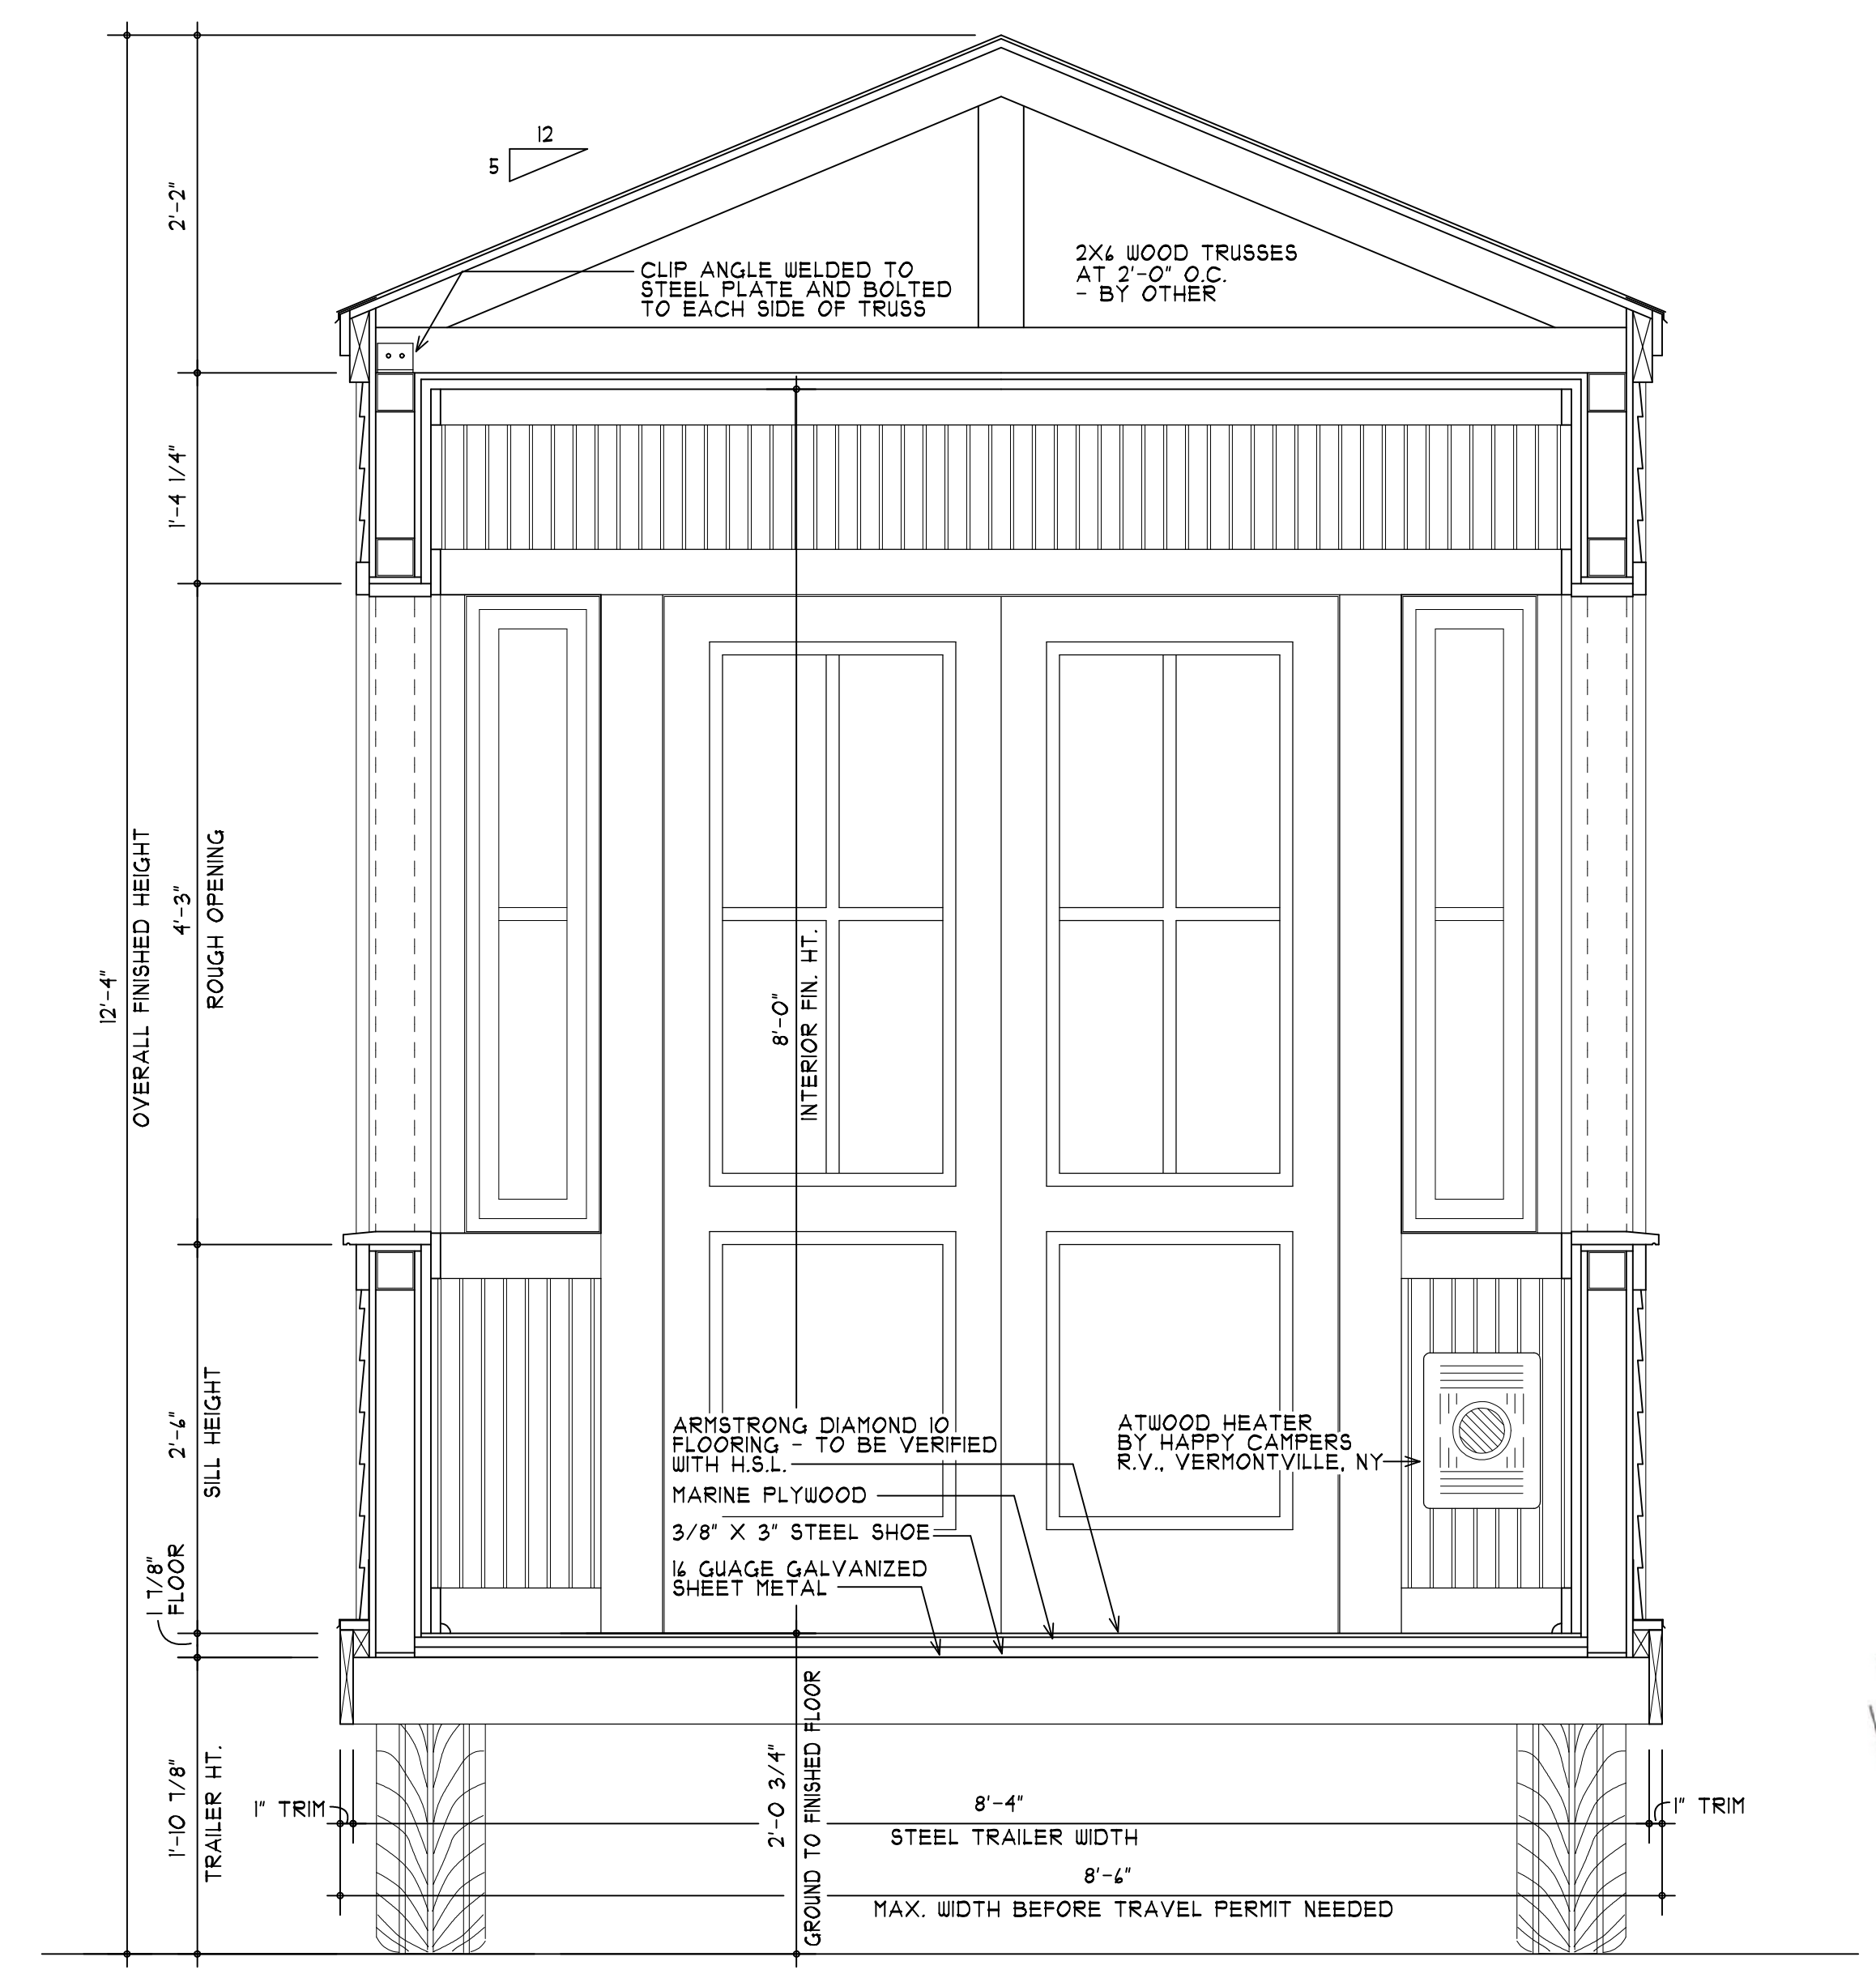 12
5
2'-2"
CLIP ANGLE WELDED TO
STEEL PLATE AND BOLTED
TO EACH SIDE OF TRUSS
2X6 WOOD TRUSSES
AT 2'-0" O.C.
- BY OTHER
1'-4 1/4"
12'-4"
OVERALL FINISHED HEIGHT
4'-3"
ROUGH OPENING
8'-0"
INTERIOR FIN. HT.
2'-6"
SILL HEIGHT
ARMSTRONG DIAMOND 10
FLOORING - TO BE VERIFIED
WITH H.S.L.
MARINE PLYWOOD
3/8" X 3" STEEL SHOE
16 GUAGE GALVANIZED
SHEET METAL
ATWOOD HEATER
BY HAPPY CAMPERS
R.V., VERMONTVILLE, NY
1 7/8"
FLOOR
1'-10 7/8"
TRAILER HT.
1" TRIM
2'-0 3/4"
GROUND TO FINISHED FLOOR
8'-4"
STEEL TRAILER WIDTH
1" TRIM
8'-6"
MAX. WIDTH BEFORE TRAVEL PERMIT NEEDED